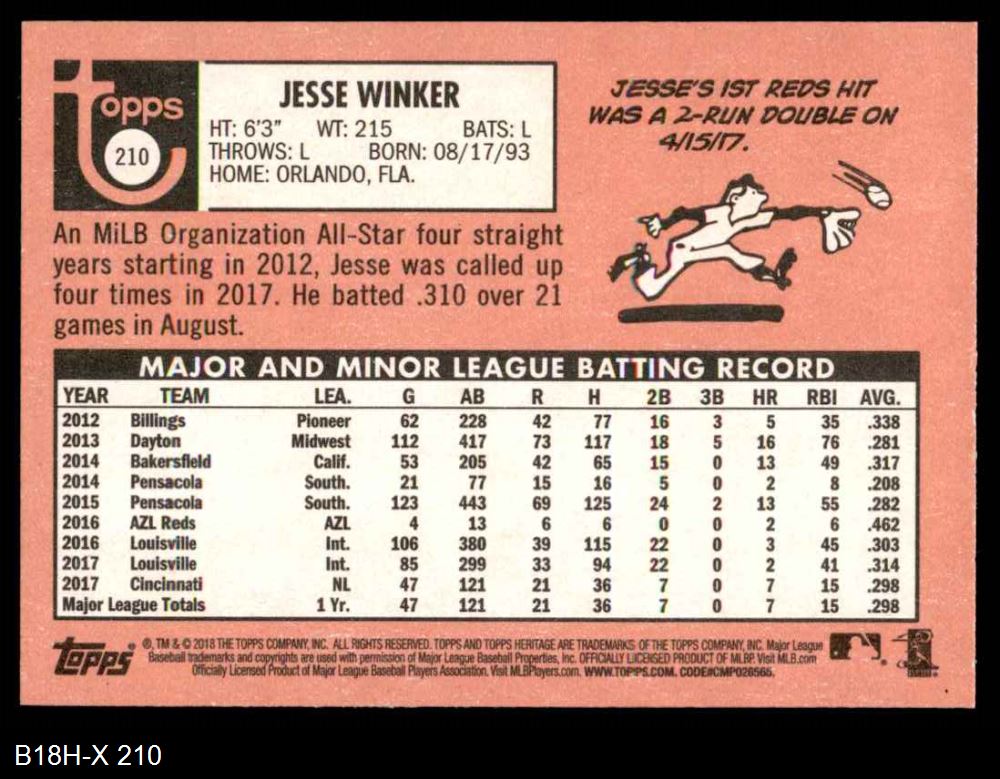 topps
210
JESSE WINKER
HT: 6'3" WT: 215 BATS: L
THROWS: L BORN: 08/17/93
HOME: ORLANDO, FLA.
JESSE'S 1ST REDS HIT
WAS A 2-RUN DOUBLE ON
4/15/17.
An MiLB Organization All-Star four straight
years starting in 2012, Jesse was called up
four times in 2017. He batted .310 over 21
games in August.
MAJOR AND MINOR LEAGUE BATTING RECORD
YEAR TEAM LEA. G AB R H 2B 3B HR RBI AVG.
2012 Billings Pioneer 62 228 42 77 16 3 5 35 .338
2013 Dayton Midwest 112 417 73 117 18 5 16 76 .281
2014 Bakersfield Calif. 53 205 42 65 15 0 13 49 .317
2014 Pensacola South. 21 77 15 16 5 0 2 8 .208
2015 Pensacola South. 123 443 69 125 24 2 13 55 .282
2016 AZL Reds AZL 4 13 6 6 0 0 2 6 .462
2016 Louisville Int. 106 380 39 115 22 0 3 45 .303
2017 Louisville Int. 85 299 33 94 22 0 2 41 .314
2017 Cincinnati NL 47 121 21 36 7 0 7 15 .298
Major League Totals 1 Yr. 47 121 21 36 7 0 7 15 .298
topps
®, TM & © 2018 THE TOPPS COMPANY, INC. ALL RIGHTS RESERVED. TOPPS AND TOPPS HERITAGE ARE TRADEMARKS OF THE TOPPS COMPANY, INC. Major League
Baseball trademarks and copyrights are used with permission of Major League Baseball Properties, Inc. OFFICIALLY LICENSED PRODUCT OF MLBP. Visit MLB.com
Officially Licensed Product of Major League Baseball Players Association. Visit MLBPlayers.com. WWW.TOPPS.COM. CODE#CMP026565.
B18H-X 210